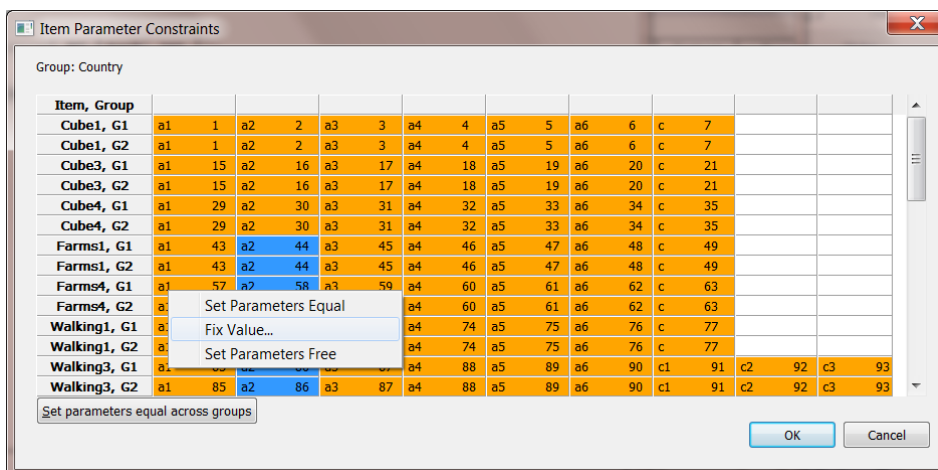 Item Parameter Constraints
Group: Country
Item, Group
Cube1, G1 a1 1 a2 2 a3 3 a4 4 a5 5 a6 6 c 7
Cube1, G2 a1 1 a2 2 a3 3 a4 4 a5 5 a6 6 c 7
Cube3, G1 a1 15 a2 16 a3 17 a4 18 a5 19 a6 20 c 21
Cube3, G2 a1 15 a2 16 a3 17 a4 18 a5 19 a6 20 c 21
Cube4, G1 a1 29 a2 30 a3 31 a4 32 a5 33 a6 34 c 35
Cube4, G2 a1 29 a2 30 a3 31 a4 32 a5 33 a6 34 c 35
Farms1, G1 a1 43 a2 44 a3 45 a4 46 a5 47 a6 48 c 49
Farms1, G2 a1 43 a2 44 a3 45 a4 46 a5 47 a6 48 c 49
Farms4, G1 a1 57 a2 58 a3 59 a4 60 a5 61 a6 62 c 63
Farms4, G2 Set Parameters Equal a4 60 a5 61 a6 62 c 63
Walking1, G1 Fix Value... a4 74 a5 75 a6 76 c 77
Walking1, G2 Set Parameters Free a4 74 a5 75 a6 76 c 77
Walking3, G1 a4 88 a5 89 a6 90 c1 91 c2 92 c3 93
Walking3, G2 a1 85 a2 86 a3 87 a4 88 a5 89 a6 90 c1 91 c2 92 c3 93
Set parameters equal across groups
OK Cancel